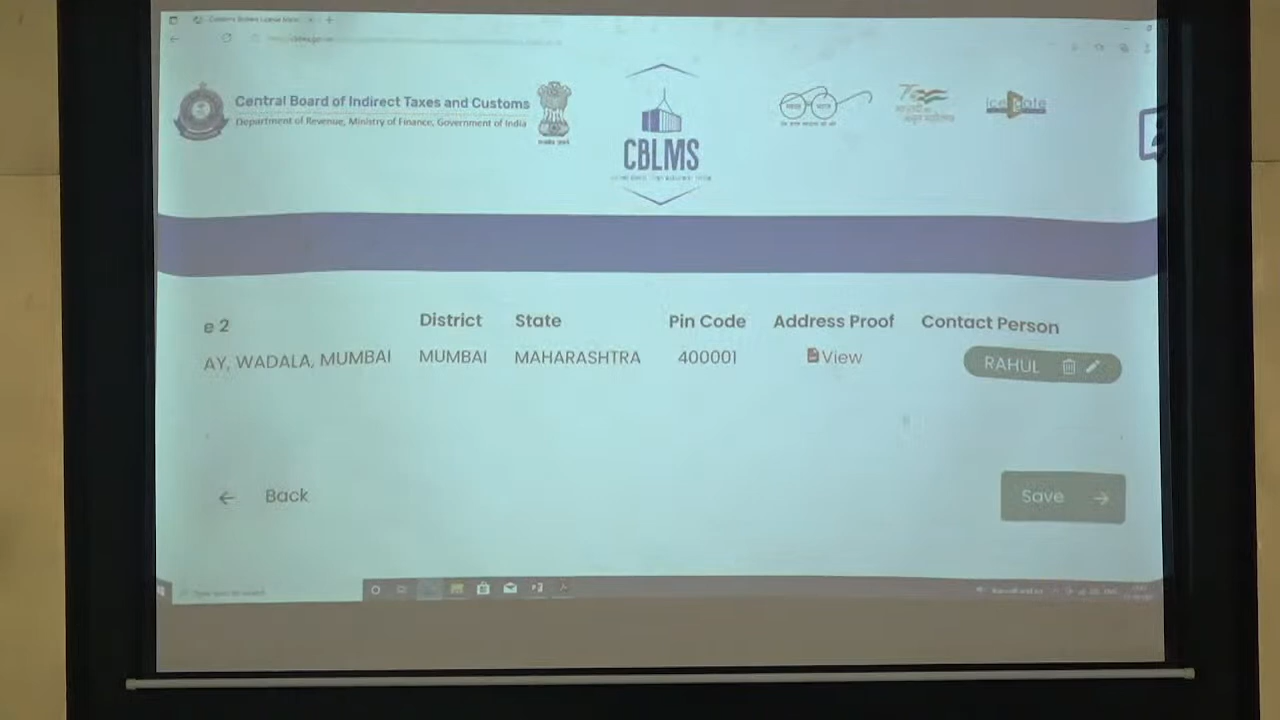 Central Board of Indirect Taxes and Customs
Department of Revenue, Ministry of Finance, Government of India
CBLMS
e 2
District
State
Pin Code
Address Proof
Contact Person
AY, WADALA, MUMBAI
MUMBAI
MAHARASHTRA
400001
View
RAHUL
Back
Save